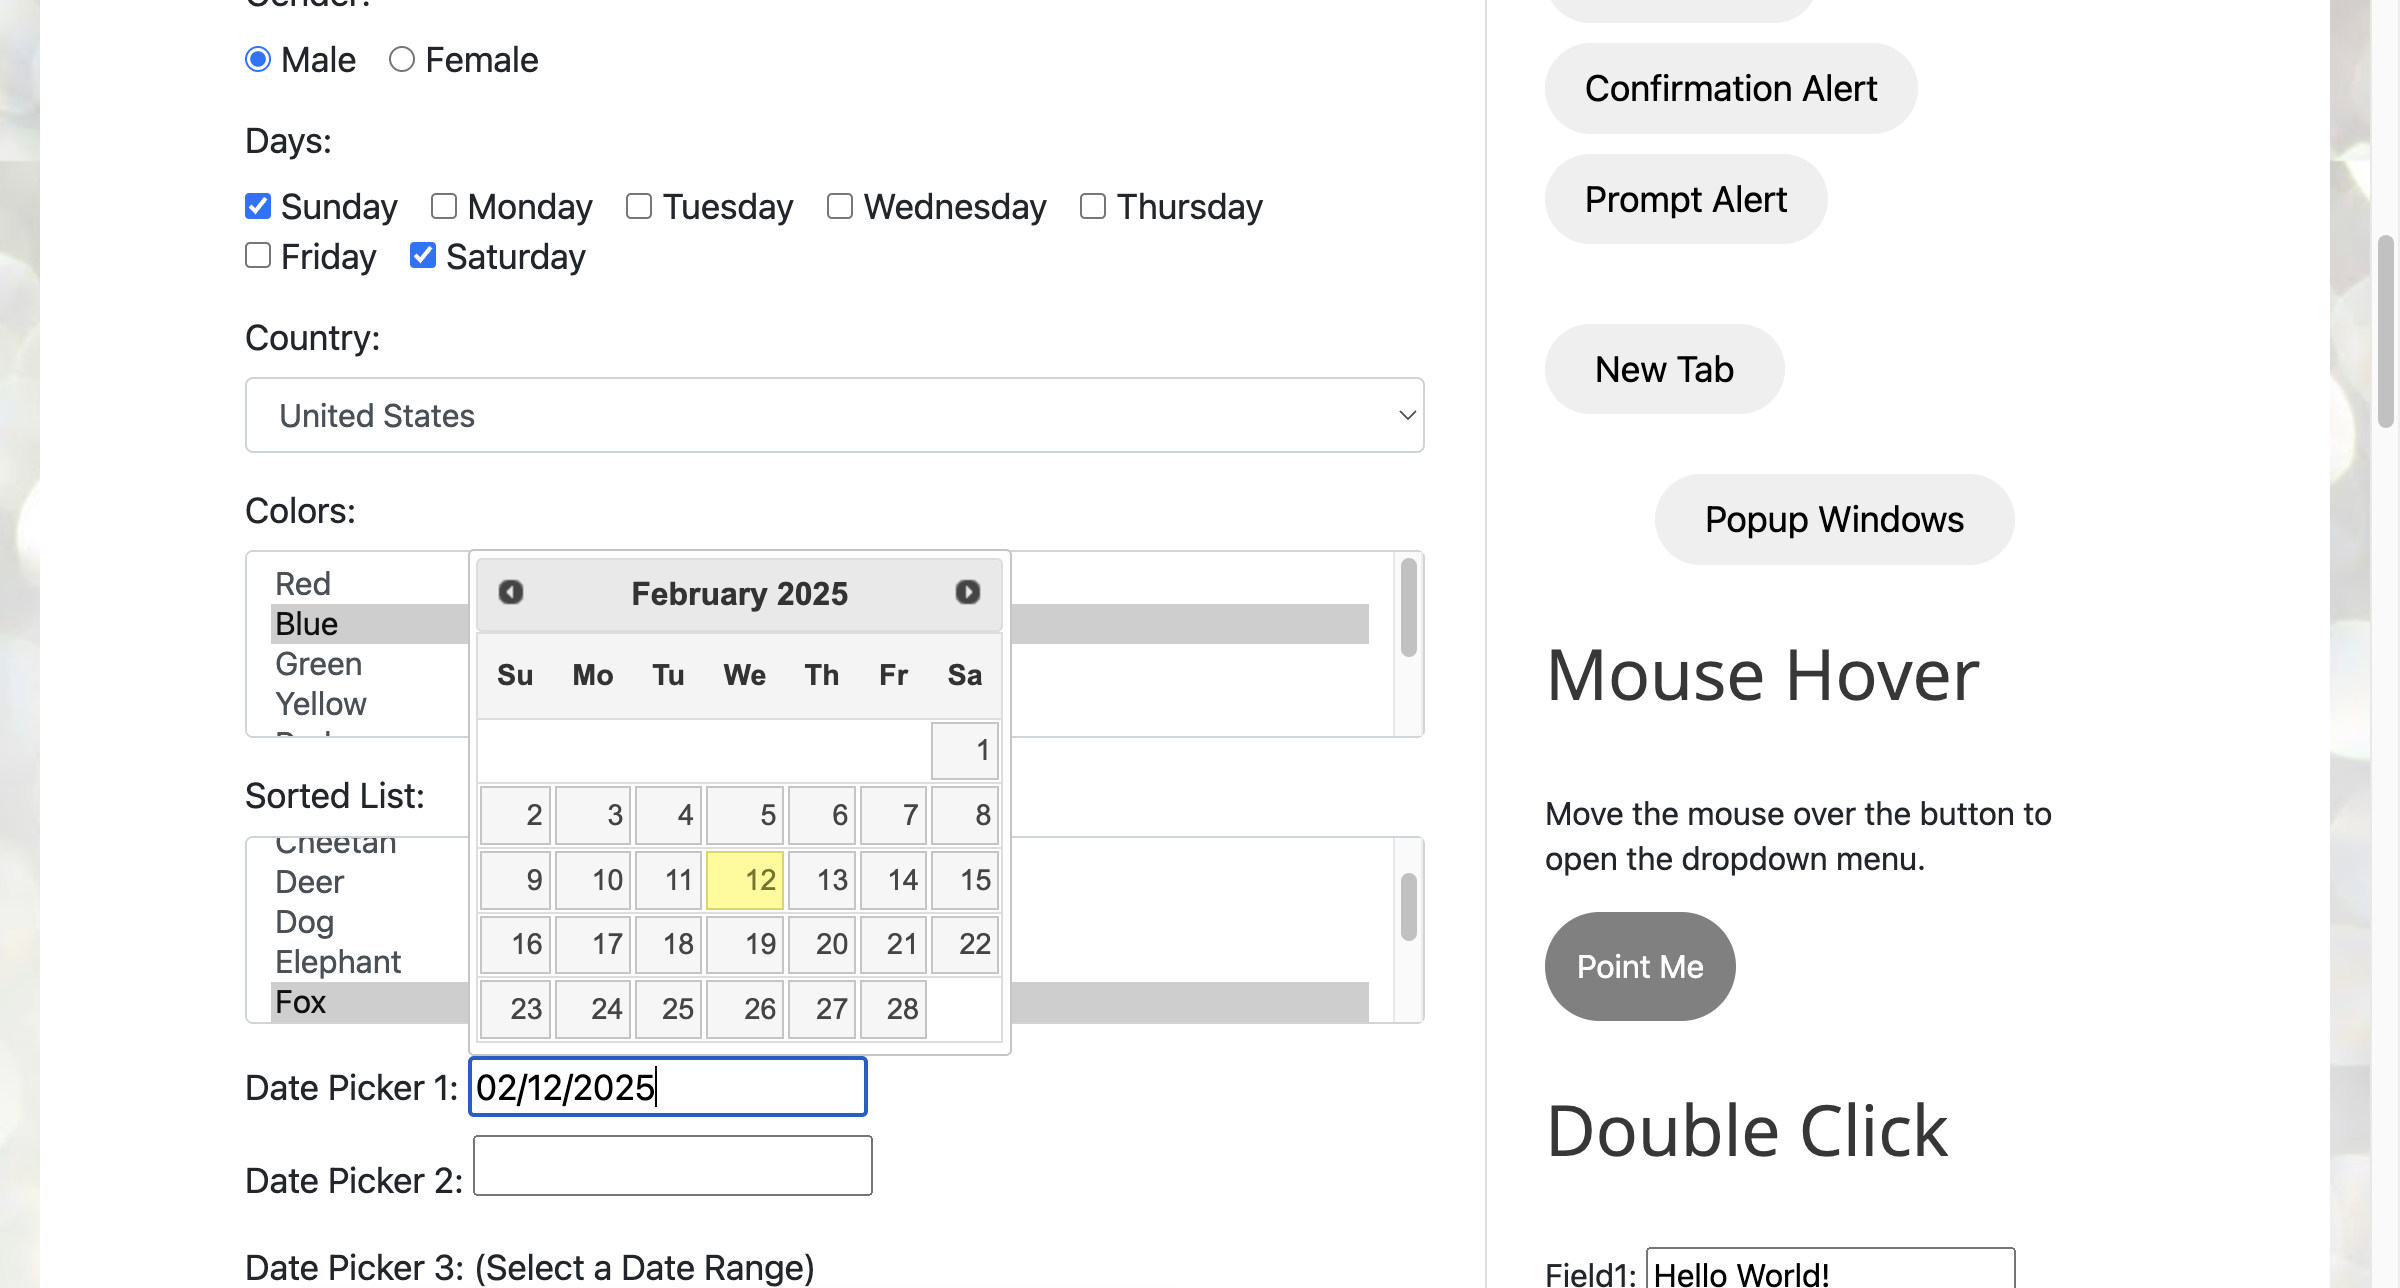 Gender:
Male Female
Days:
Sunday Monday Tuesday Wednesday Thursday
Friday Saturday
Country:
United States
Colors:
Red
Blue
Green
Yellow
Sorted List:
Cheetah
Deer
Dog
Elephant
Fox
February 2025
Su Mo Tu We Th Fr Sa
1
2 3 4 5 6 7 8
9 10 11 12 13 14 15
16 17 18 19 20 21 22
23 24 25 26 27 28
Date Picker 1: 02/12/2025
Date Picker 2:
Date Picker 3: (Select a Date Range)
Confirmation Alert
Prompt Alert
New Tab
Popup Windows
Mouse Hover
Move the mouse over the button to
open the dropdown menu.
Point Me
Double Click
Field1: Hello World!